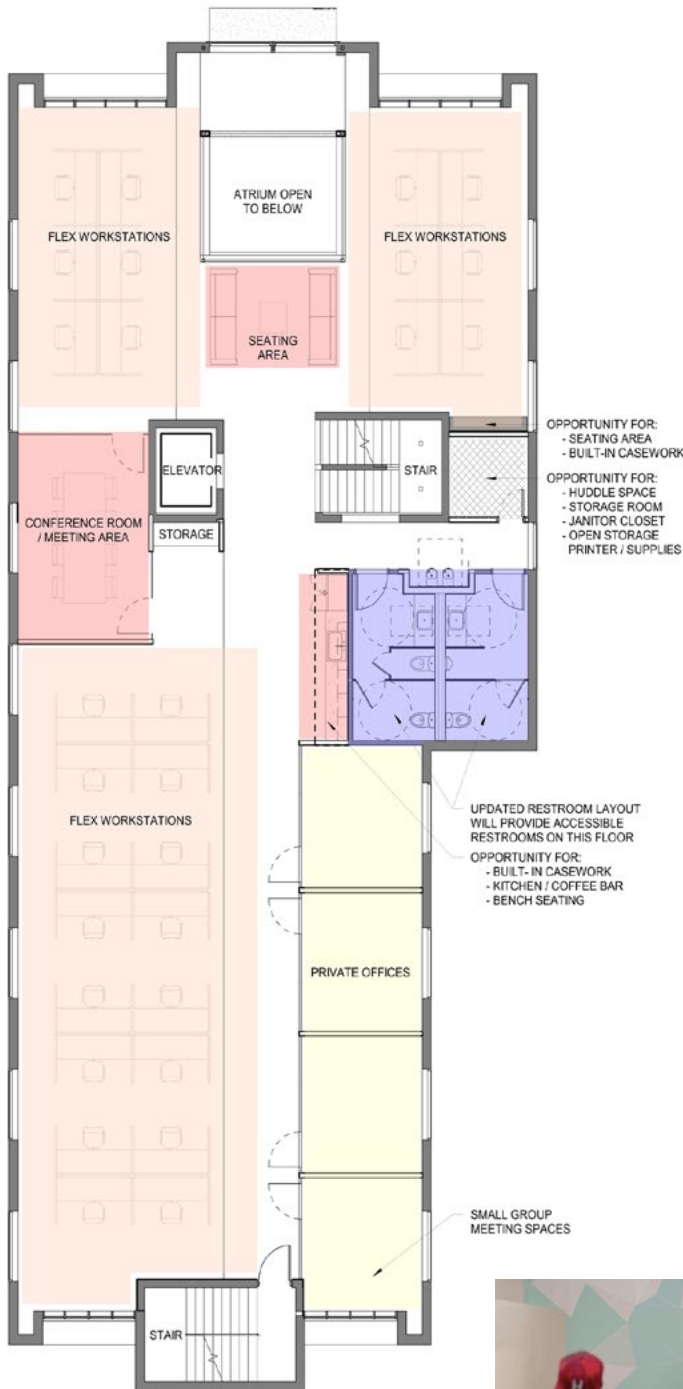 ATRIUM OPEN
TO BELOW
FLEX WORKSTATIONS
FLEX WORKSTATIONS
SEATING
AREA
OPPORTUNITY FOR:
- SEATING AREA
- BUILT-IN CASEWORK
ELEVATOR
STAIR
OPPORTUNITY FOR:
- HUDDLE SPACE
- STORAGE ROOM
- JANITOR CLOSET
- OPEN STORAGE
PRINTER / SUPPLIES
CONFERENCE ROOM
/ MEETING AREA
STORAGE
FLEX WORKSTATIONS
UPDATED RESTROOM LAYOUT
WILL PROVIDE ACCESSIBLE
RESTROOMS ON THIS FLOOR
OPPORTUNITY FOR:
- BUILT- IN CASEWORK
- KITCHEN / COFFEE BAR
- BENCH SEATING
PRIVATE OFFICES
SMALL GROUP
MEETING SPACES
STAIR